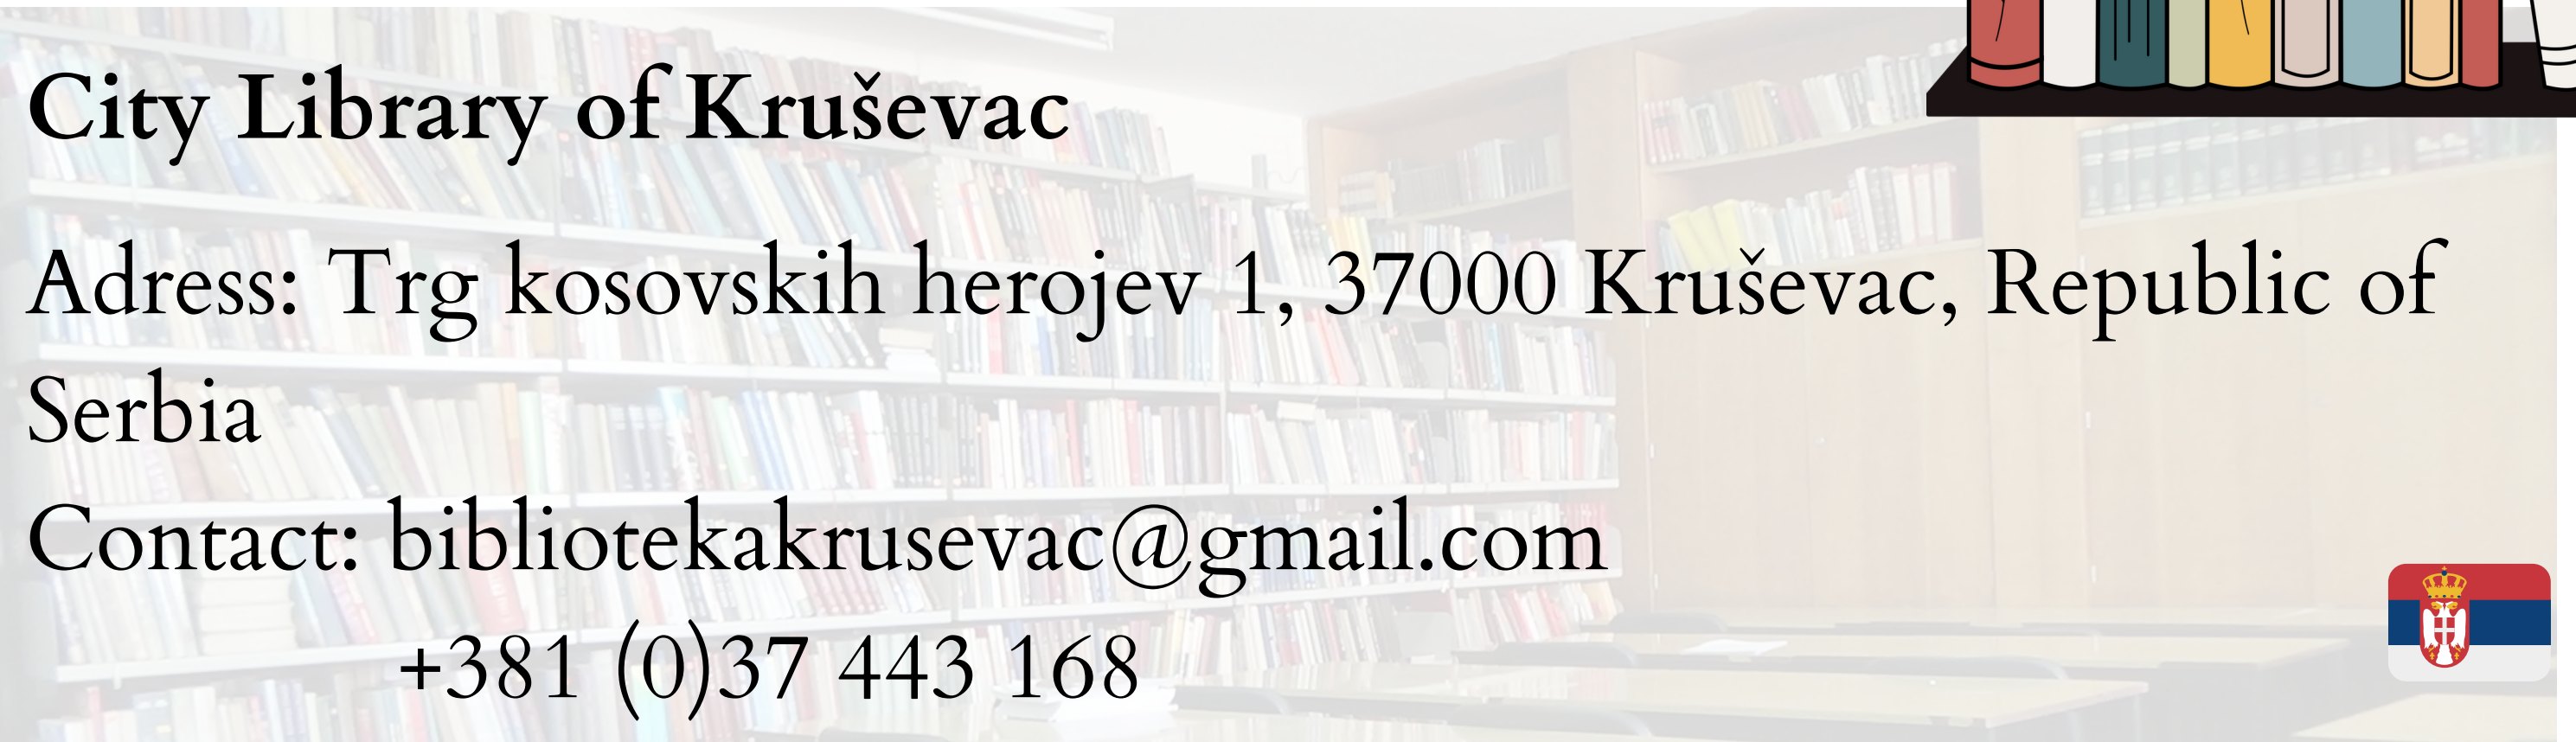 City Library of Kruševac
Adress: Trg kosovskih herojev 1, 37000 Kruševac, Republic of
Serbia
Contact: bibliotekakrusevac@gmail.com
+381 (0)37 443 168